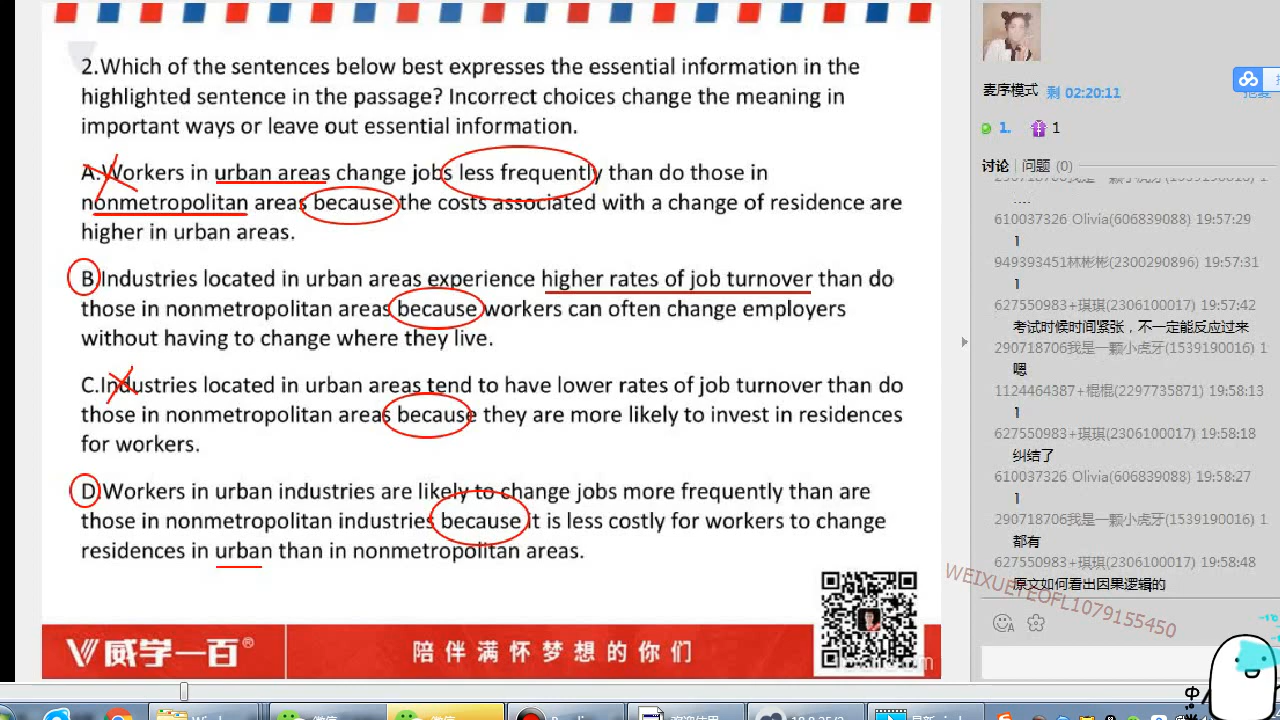 2.Which of the sentences below best expresses the essential information in the
highlighted sentence in the passage? Incorrect choices change the meaning in
important ways or leave out essential information.
A.Workers in urban areas change jobs less frequently than do those in
nonmetropolitan areas because the costs associated with a change of residence are
higher in urban areas.
B.Industries located in urban areas experience higher rates of job turnover than do
those in nonmetropolitan areas because workers can often change employers
without having to change where they live.
C.Industries located in urban areas tend to have lower rates of job turnover than do
those in nonmetropolitan areas because they are more likely to invest in residences
for workers.
D.Workers in urban industries are likely to change jobs more frequently than are
those in nonmetropolitan industries because it is less costly for workers to change
residences in urban than in nonmetropolitan areas.
威学一百®
陪伴满怀梦想的你们
麦序模式 剩 02:20:11
1. 1
讨论 问题 (0)
....
610037326 Olivia(606839088) 19:57:29
1
949393451林彬彬(2300290896) 19:57:31
1
627550983+琪琪(2306100017) 19:57:42
考试时候时间紧张，不一定能反应过来
290718706我是一颗小虎牙(1539190016) 1
嗯
1124464387+棍棍(2297735871) 19:58:13
1
627550983+琪琪(2306100017) 19:58:18
纠结了
610037326 Olivia(606839088) 19:58:27
1
290718706我是一颗小虎牙(1539190016) 1
都有
627550983+琪琪(2306100017) 19:58:48
原文如何看出因果逻辑的
WEIXUETEOFL1079155450
中
微信
微信